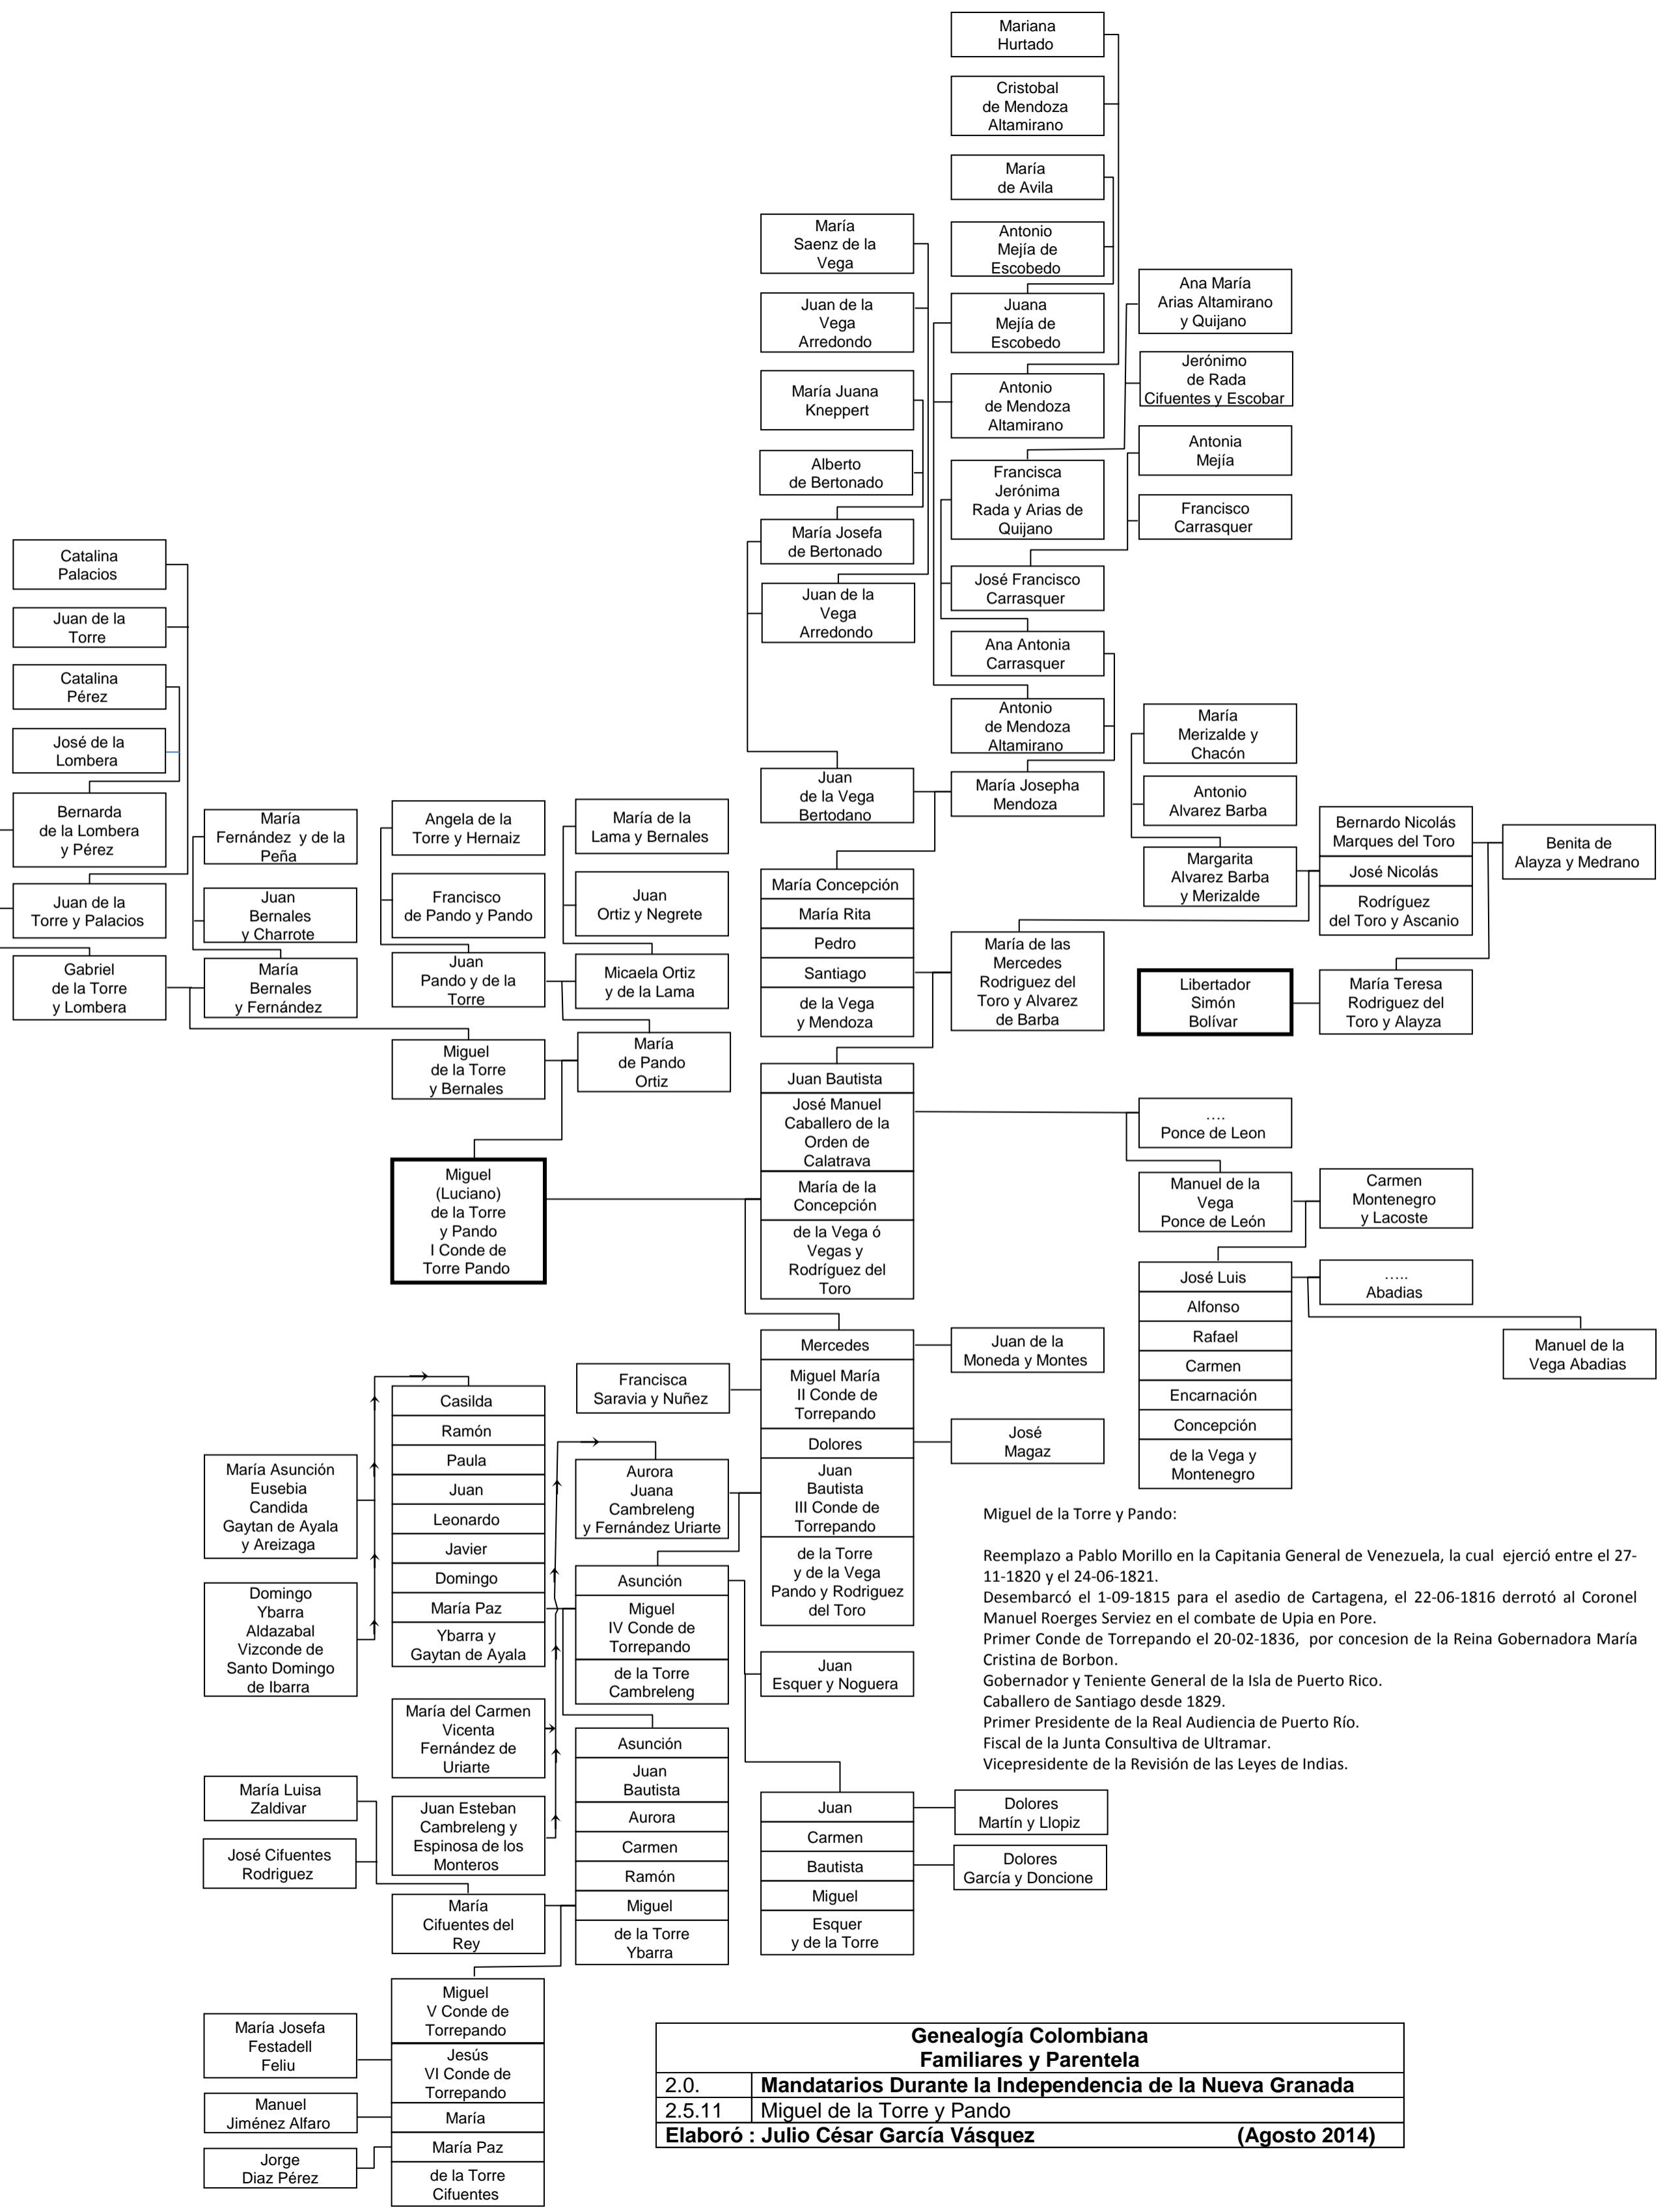 Mariana
Hurtado
Cristobal
de Mendoza
Altamirano
María
de Avila
Antonio
Mejía de
Escobedo
Juana
Mejía de
Escobedo
Antonio
de Mendoza
Altamirano
Francisca
Jerónima
Rada y Arias de
Quijano
José Francisco
Carrasquer
Ana Antonia
Carrasquer
Antonio
de Mendoza
Altamirano
María Josepha
Mendoza
Ana María
Arias Altamirano
y Quijano
Jerónimo
de Rada
Cifuentes y Escobar
Antonia
Mejía
Francisco
Carrasquer
María
Saenz de la
Vega
Juan de la
Vega
Arredondo
María Juana
Kneppert
Alberto
de Bertonado
María Josefa
de Bertonado
Juan de la
Vega
Arredondo
Juan
de la Vega
Bertodano
Catalina
Palacios
Juan de la
Torre
Catalina
Pérez
José de la
Lombera
Bernarda
de la Lombera
y Pérez
Juan de la
Torre y Palacios
Gabriel
de la Torre
y Lombera
María
Fernández y de la
Peña
Juan
Bernales
y Charrote
María
Bernales
y Fernández
Angela de la
Torre y Hernaiz
Francisco
de Pando y Pando
Juan
Pando y de la
Torre
María de la
Lama y Bernales
Juan
Ortiz y Negrete
Micaela Ortiz
y de la Lama
Miguel
de la Torre
y Bernales
María
de Pando
Ortiz
María
Merizalde y
Chacón
Antonio
Alvarez Barba
Margarita
Alvarez Barba
y Merizalde
Bernardo Nicolás
Marques del Toro
José Nicolás
Rodríguez
del Toro y Ascanio
Benita de
Alayza y Medrano
María Concepción
María Rita
Pedro
Santiago
de la Vega
y Mendoza
María de las
Mercedes
Rodriguez del
Toro y Alvarez
de Barba
Libertador
Simón
Bolívar
María Teresa
Rodriguez del
Toro y Alayza
Miguel
(Luciano)
de la Torre
y Pando
I Conde de
Torre Pando
Juan Bautista
José Manuel
Caballero de la
Orden de
Calatrava
María de la
Concepción
de la Vega ó
Vegas y
Rodríguez del
Toro
....
Ponce de Leon
Manuel de la
Vega
Ponce de León
Carmen
Montenegro
y Lacoste
José Luis
Alfonso
Rafael
Carmen
Encarnación
Concepción
de la Vega y
Montenegro
.....
Abadias
Manuel de la
Vega Abadias
Mercedes
Miguel María
II Conde de
Torrepando
Dolores
Juan
Bautista
III Conde de
Torrepando
de la Torre
y de la Vega
Pando y Rodriguez
del Toro
Juan de la
Moneda y Montes
José
Magaz
Francisca
Saravia y Nuñez
Aurora
Juana
Cambreleng
y Fernández Uriarte
Casilda
Ramón
Paula
Juan
Leonardo
Javier
Domingo
María Paz
Ybarra y
Gaytan de Ayala
María Asunción
Eusebia
Candida
Gaytan de Ayala
y Areizaga
Domingo
Ybarra
Aldazabal
Vizconde de
Santo Domingo
de Ibarra
Asunción
Miguel
IV Conde de
Torrepando
de la Torre
Cambreleng
Juan
Esquer y Noguera
María del Carmen
Vicenta
Fernández de
Uriarte
Juan Esteban
Cambreleng y
Espinosa de los
Monteros
Asunción
Juan
Bautista
Aurora
Carmen
Ramón
Miguel
de la Torre
Ybarra
Juan
Carmen
Bautista
Miguel
Esquer
y de la Torre
Dolores
Martín y Llopiz
Dolores
García y Doncione
María Luisa
Zaldivar
José Cifuentes
Rodriguez
María
Cifuentes del
Rey
Miguel
V Conde de
Torrepando
Jesús
VI Conde de
Torrepando
María
María Paz
de la Torre
Cifuentes
María Josefa
Festadell
Feliu
Manuel
Jiménez Alfaro
Jorge
Diaz Pérez
Miguel de la Torre y Pando:
Reemplazo a Pablo Morillo en la Capitania General de Venezuela, la cual ejerció entre el 27-
11-1820 y el 24-06-1821.
Desembarcó el 1-09-1815 para el asedio de Cartagena, el 22-06-1816 derrotó al Coronel
Manuel Roerges Serviez en el combate de Upia en Pore.
Primer Conde de Torrepando el 20-02-1836, por concesion de la Reina Gobernadora María
Cristina de Borbon.
Gobernador y Teniente General de la Isla de Puerto Rico.
Caballero de Santiago desde 1829.
Primer Presidente de la Real Audiencia de Puerto Río.
Fiscal de la Junta Consultiva de Ultramar.
Vicepresidente de la Revisión de las Leyes de Indias.
Genealogía Colombiana
Familiares y Parentela
2.0. Mandatarios Durante la Independencia de la Nueva Granada
2.5.11 Miguel de la Torre y Pando
Elaboró : Julio César García Vásquez (Agosto 2014)